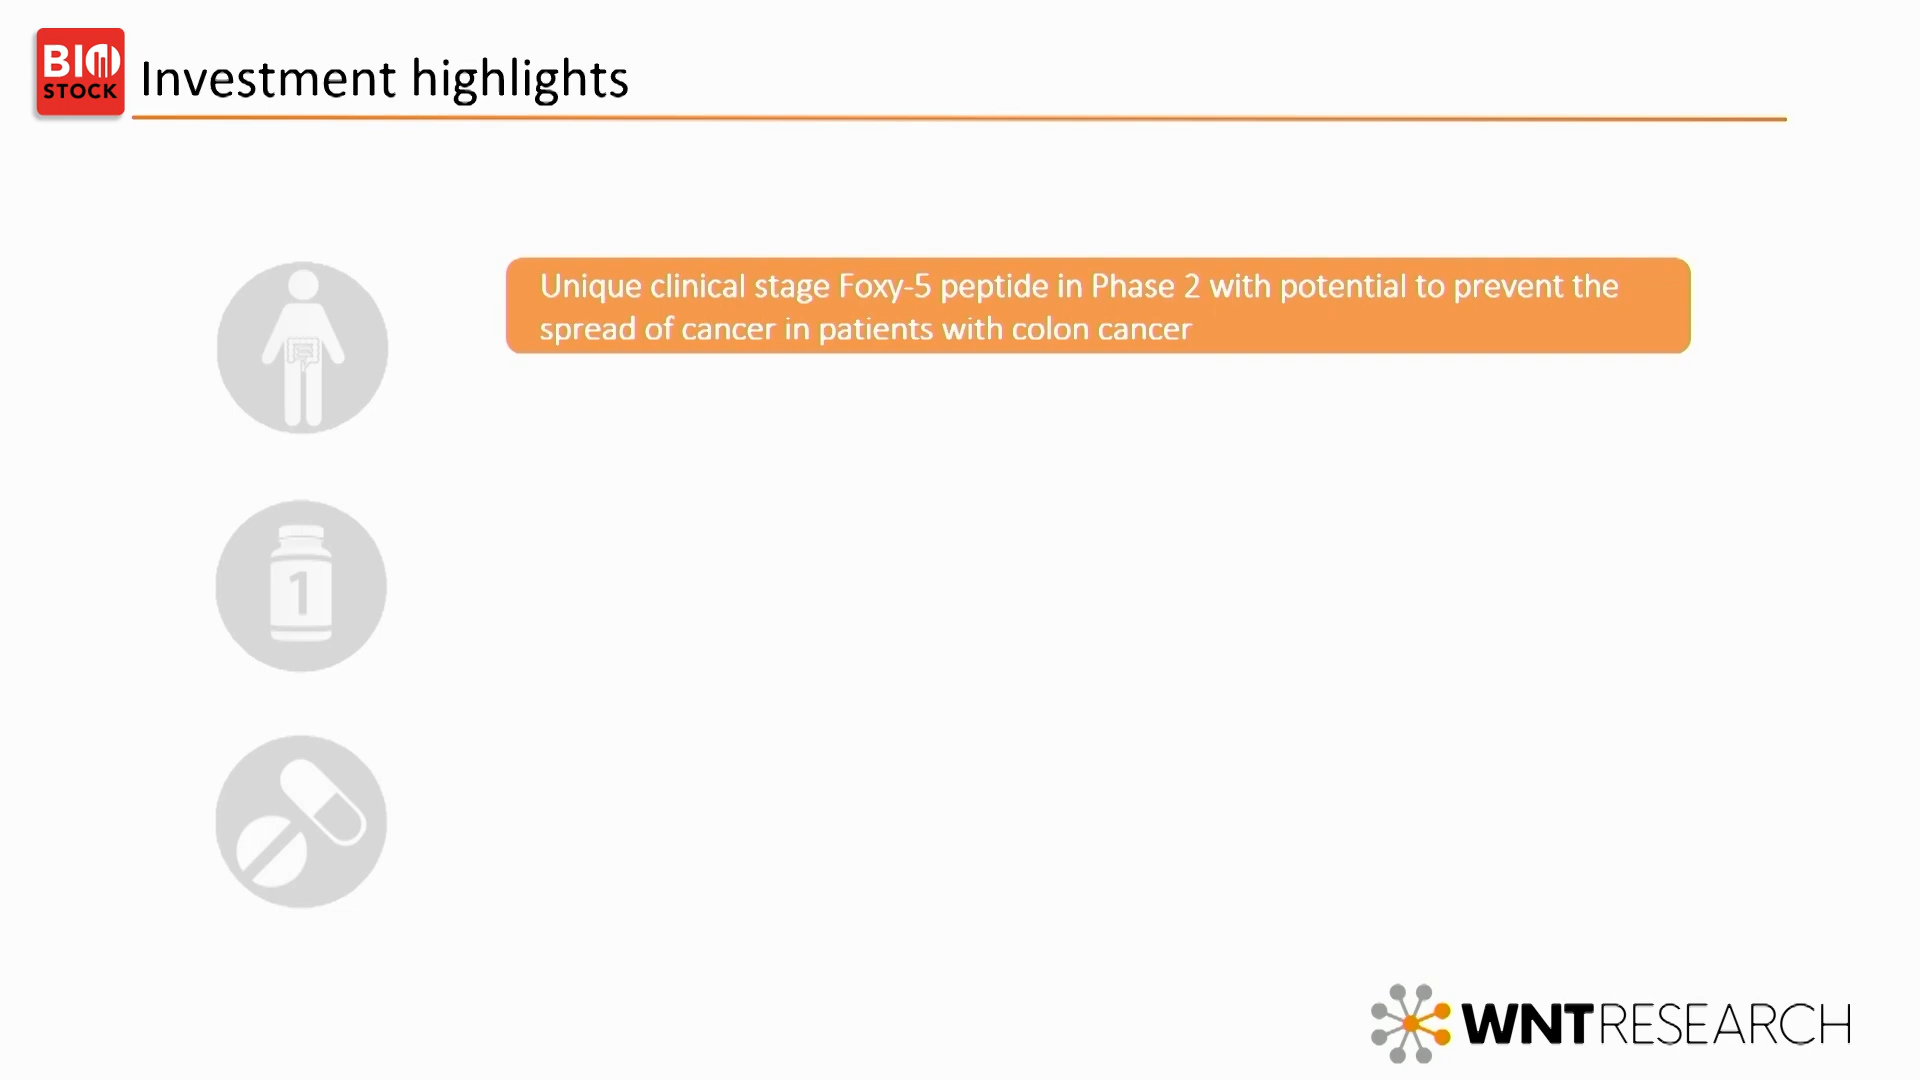 BIO
STOCK
Investment highlights
Unique clinical stage Foxy-5 peptide in Phase 2 with potential to prevent the
spread of cancer in patients with colon cancer
1
WNTRESEARCH